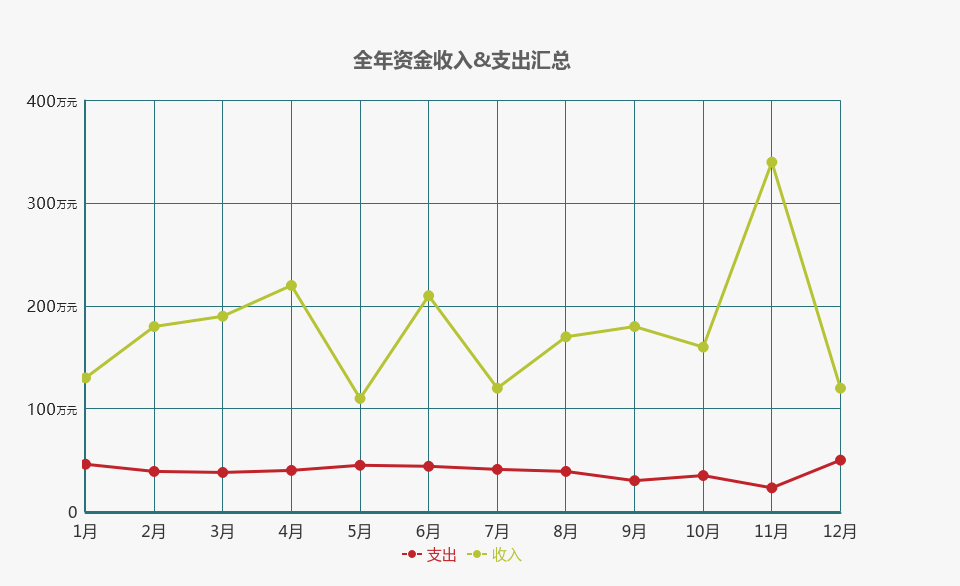 全年资金收入&支出汇总
400万元
300万元
200万元
100万元
0
1月 2月 3月 4月 5月 6月 7月 8月 9月 10月 11月 12月
支出 收入